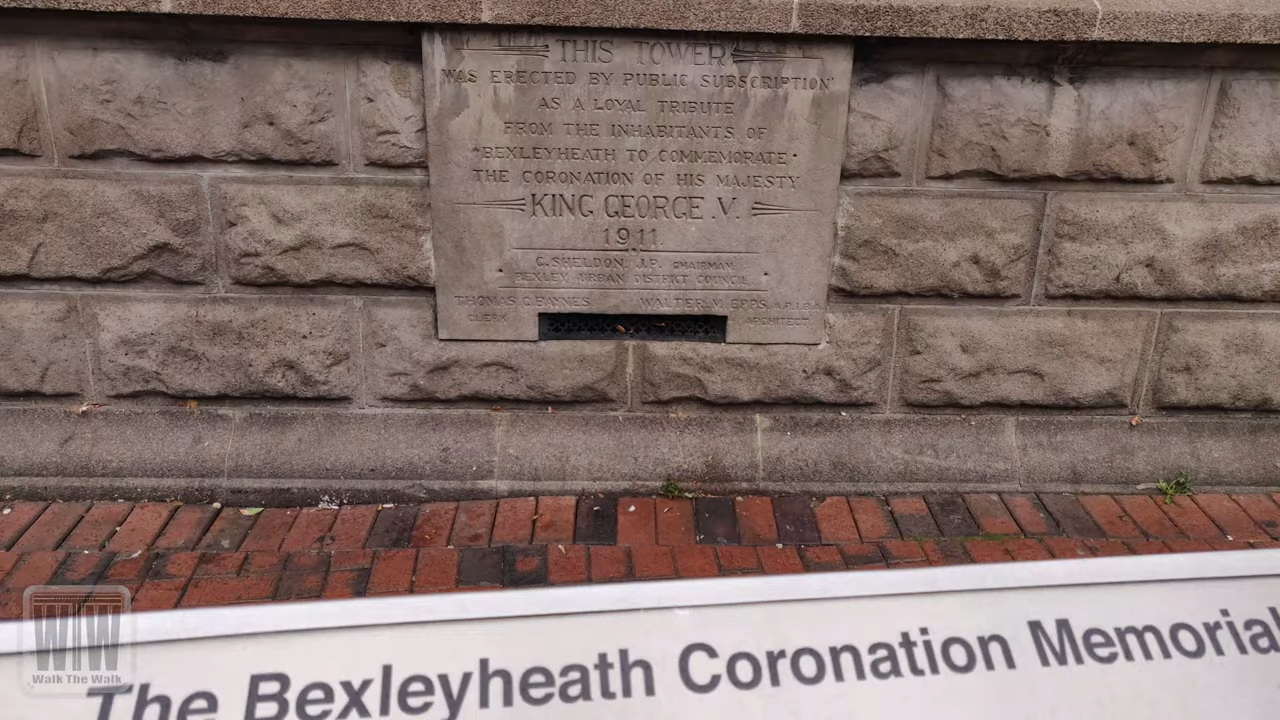 THIS TOWER
WAS ERECTED BY PUBLIC SUBSCRIPTION
AS A LOYAL TRIBUTE
FROM THE INHABITANTS OF
BEXLEYHEATH TO COMMEMORATE
THE CORONATION OF HIS MAJESTY
KING GEORGE.V.
1911.
C. SHELDON J.P. CHAIRMAN
BEXLEY URBAN DISTRICT COUNCIL
THOMAS G. BAYNES WALTER. M. EPPS A.R.I.B.A
CLERK ARCHITECT
The Bexleyheath Coronation Memorial
WTW
Walk The Walk